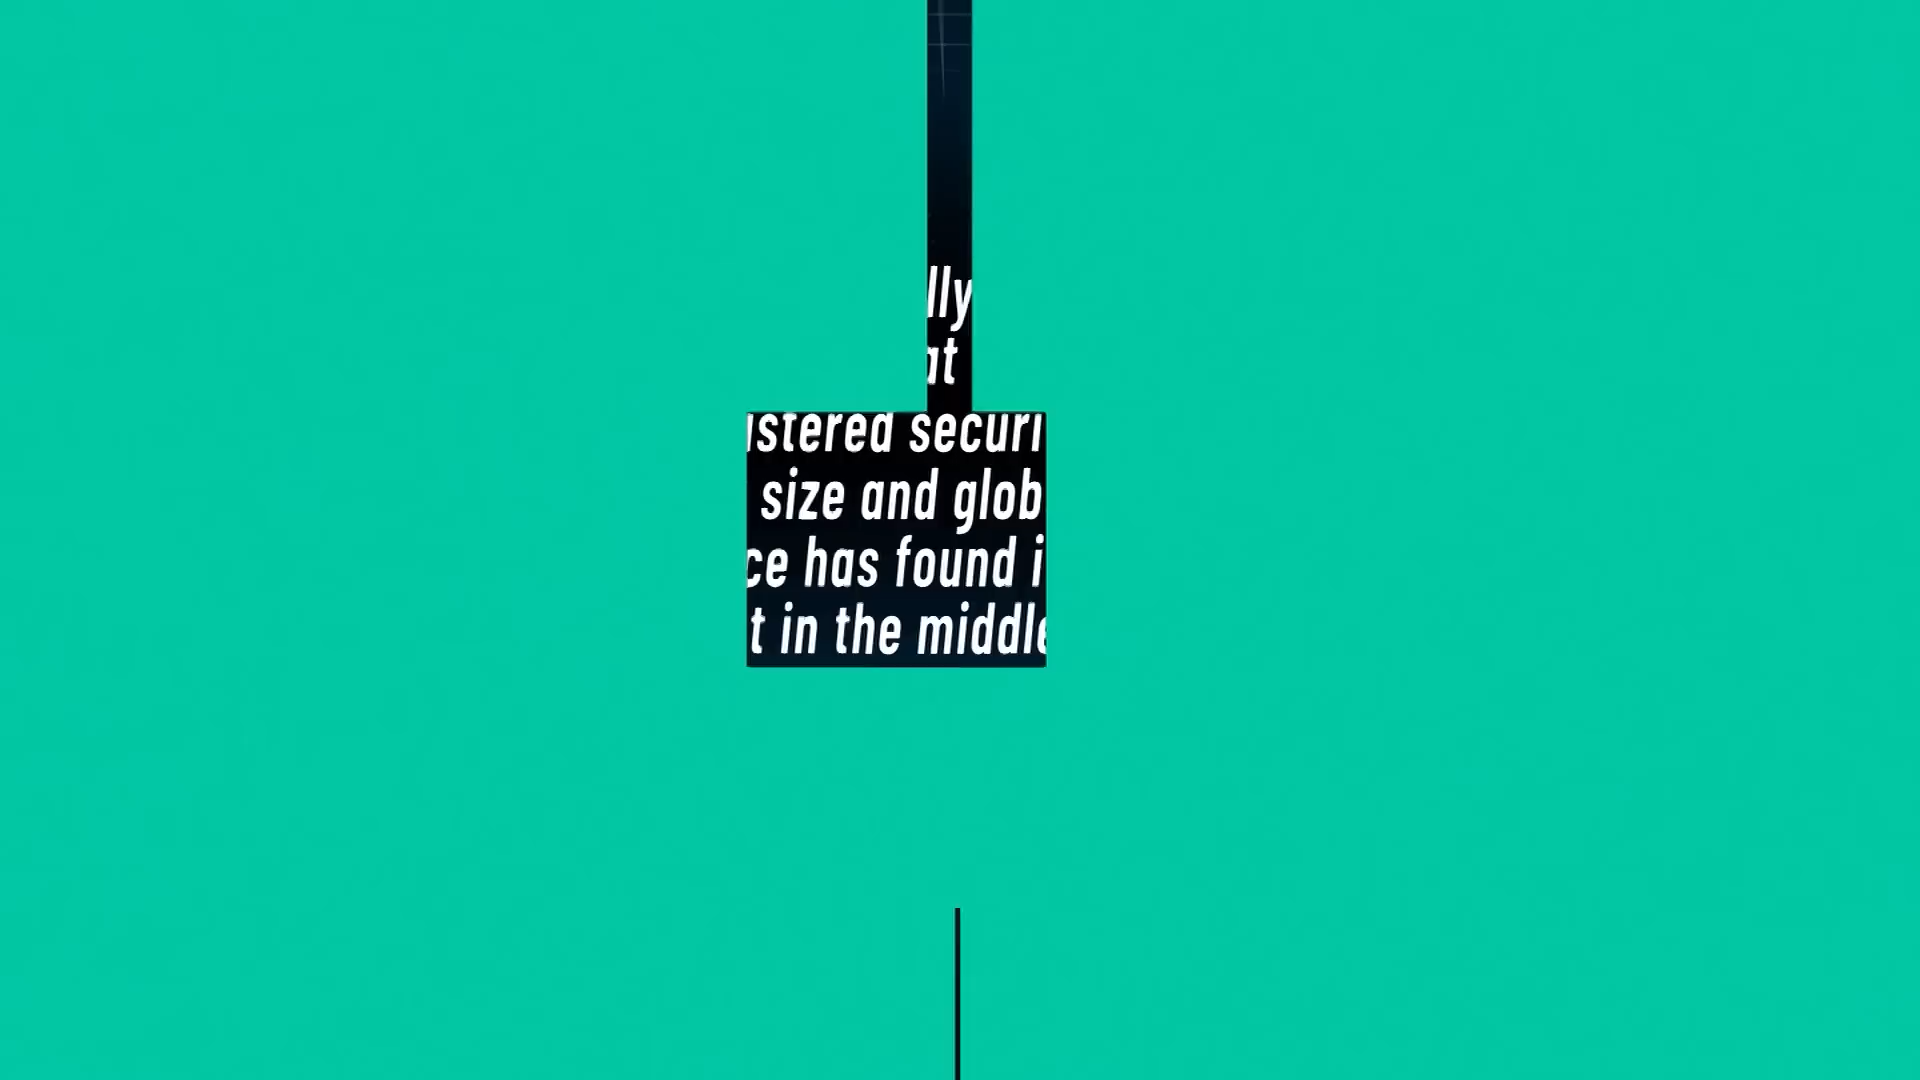 lly
at
istered securi
size and glob
ce has found i
t in the middle